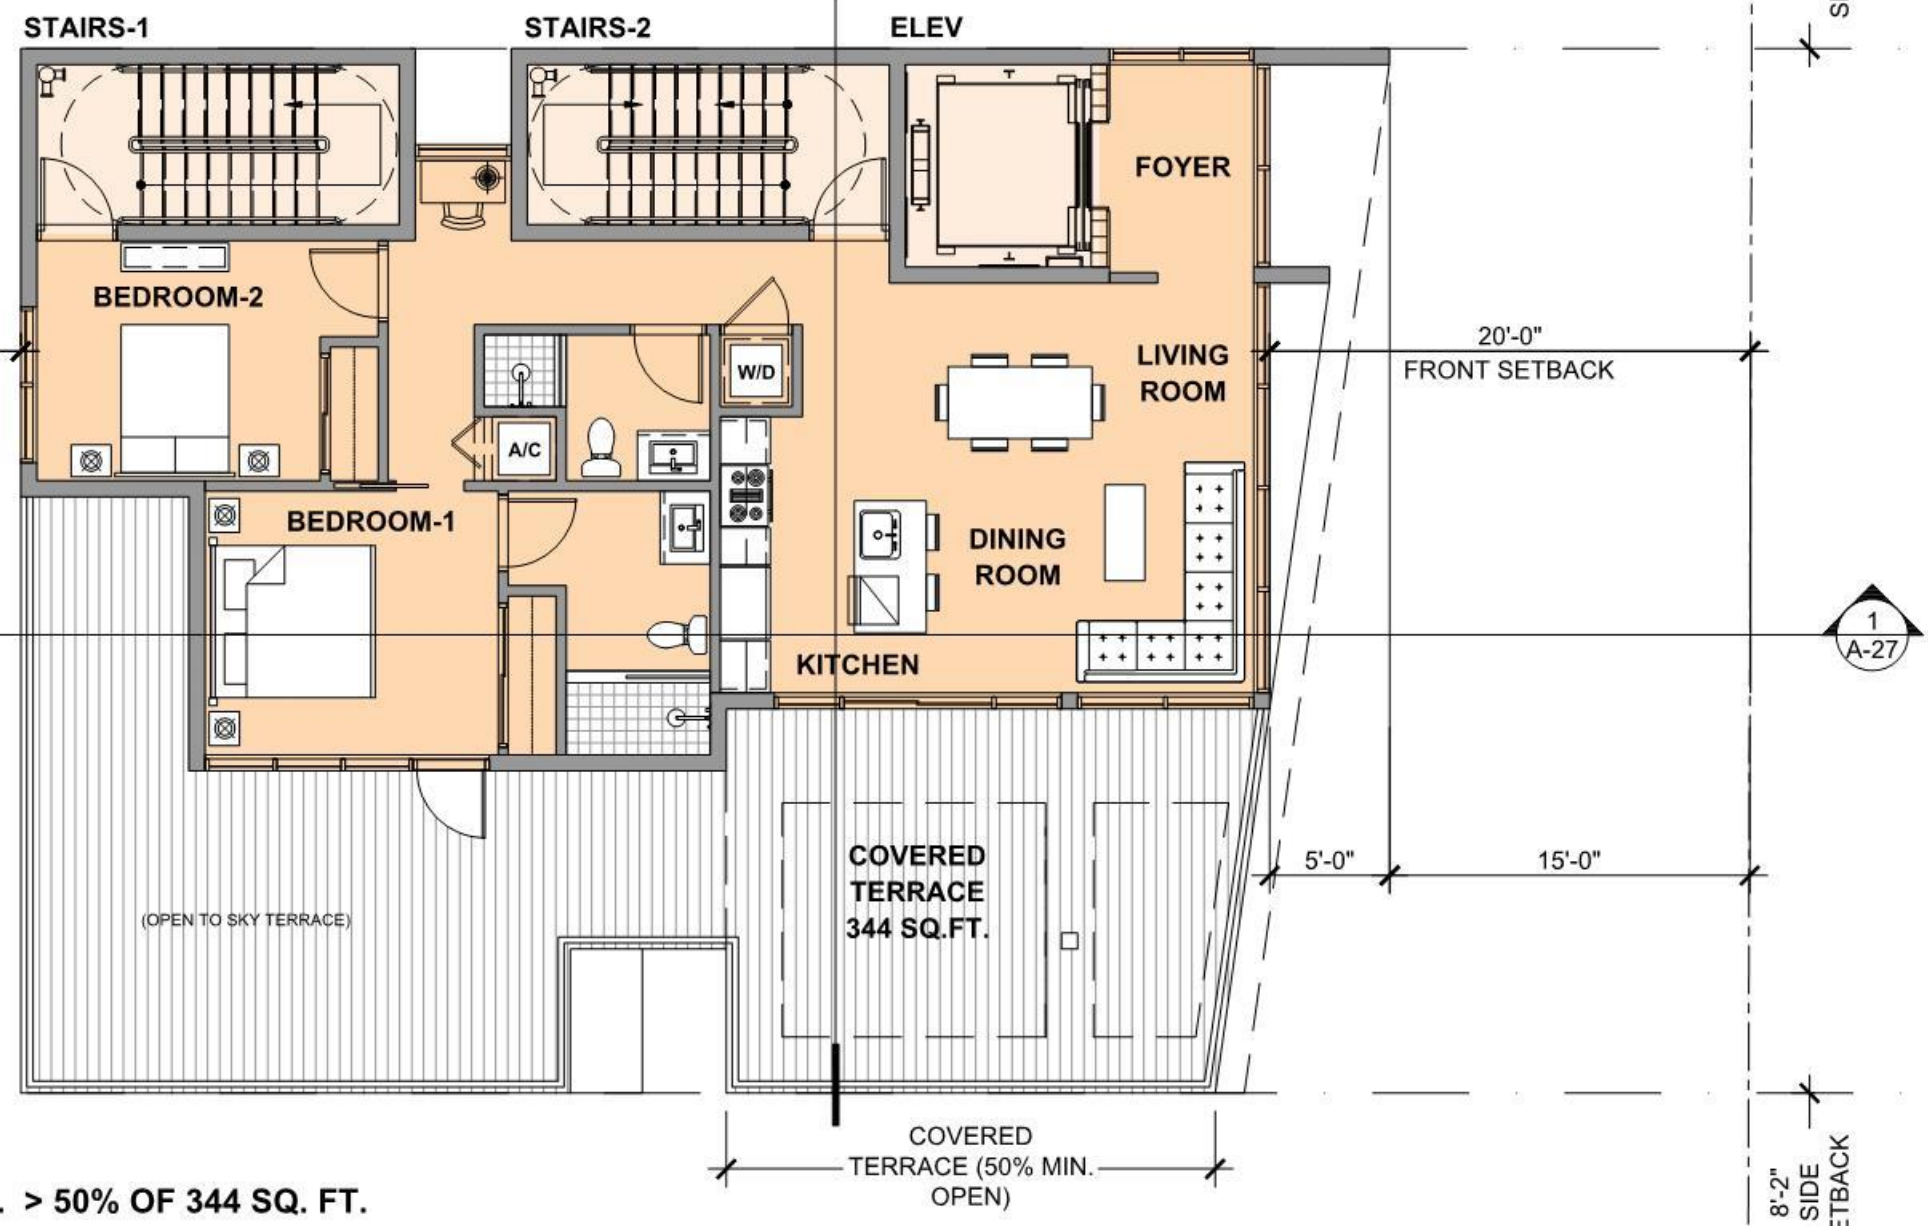 STAIRS-1
STAIRS-2
ELEV
FOYER
BEDROOM-2
W/D
LIVING
ROOM
20'-0"
FRONT SETBACK
A/C
BEDROOM-1
DINING
ROOM
1
A-27
KITCHEN
COVERED
TERRACE
344 SQ.FT.
5'-0"
15'-0"
(OPEN TO SKY TERRACE)
COVERED
TERRACE (50% MIN.
OPEN)
8'-2"
SIDE
ETBACK
. > 50% OF 344 SQ. FT.